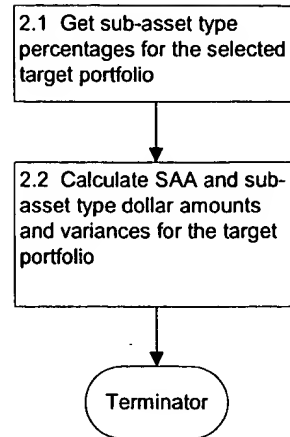 2.1 Get sub-asset type
percentages for the selected
target portfolio
2.2 Calculate SAA and sub-
asset type dollar amounts
and variances for the target
portfolio
Terminator